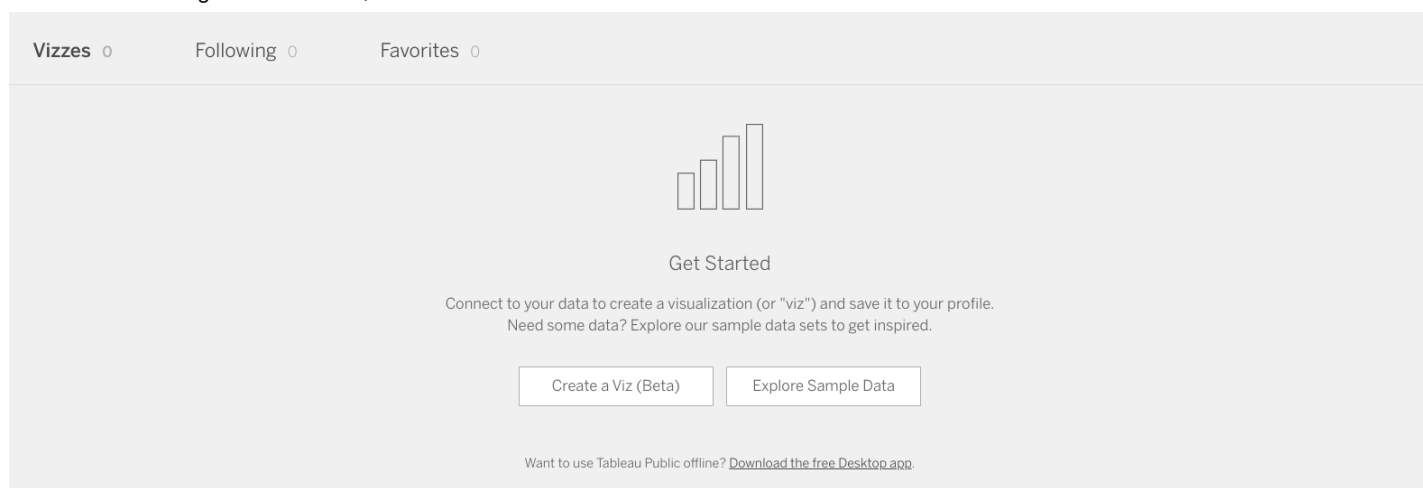 Vizzes 0 Following 0 Favorites 0
Get Started
Connect to your data to create a visualization (or "viz") and save it to your profile.
Need some data? Explore our sample data sets to get inspired.
Create a Viz (Beta) Explore Sample Data
Want to use Tableau Public offline? Download the free Desktop app.